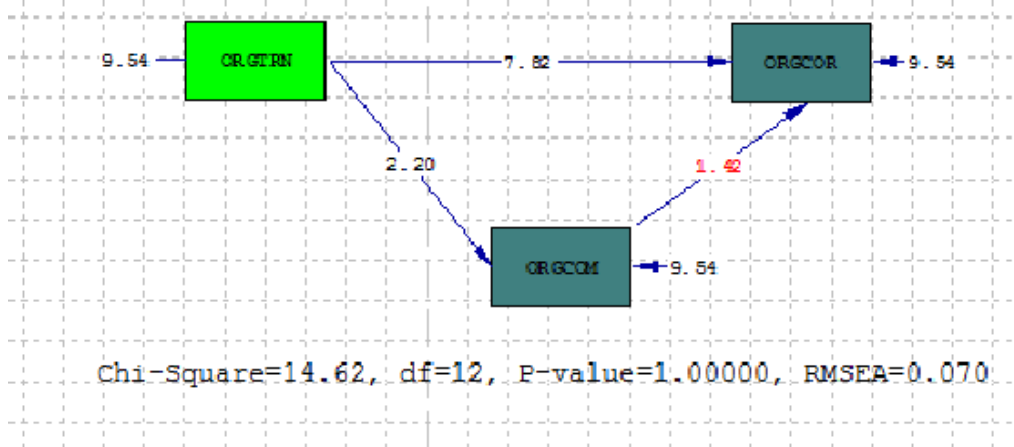 9.54 ORGTRN 7.82 ORGCOR 9.54
2.20 1.42
ORGCOM 9.54
Chi-Square=14.62, df=12, P-value=1.00000, RMSEA=0.070